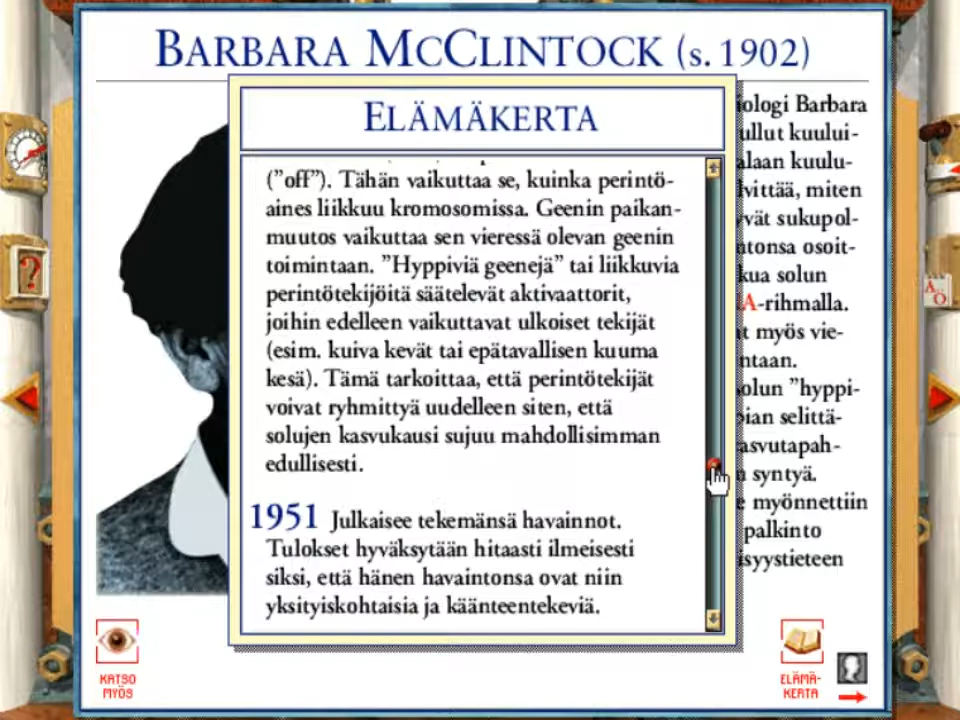 BARBARA MCCLINTOCK (s. 1902)
ELÄMÄKERTA
("off"). Tähän vaikuttaa se, kuinka perintö-
aines liikkuu kromosomissa. Geenin paikan-
muutos vaikuttaa sen vieressä olevan geenin
toimintaan. "Hyppiviä geenejä" tai liikkuvia
perintötekijöitä säätelevät aktivaattorit,
joihin edelleen vaikuttavat ulkoiset tekijät
(esim. kuiva kevät tai epätavallisen kuuma
kesä). Tämä tarkoittaa, että perintötekijät
voivat ryhmittyä uudelleen siten, että
solujen kasvukausi sujuu mahdollisimman
edullisesti.
1951 Julkaisee tekemänsä havainnot.
Tulokset hyväksytään hitaasti ilmeisesti
siksi, että hänen havaintonsa ovat niin
yksityiskohtaisia ja käänteentekeviä.
iologi Barbara
ullut kuului-
alaan kuulu-
lvittää, miten
vät sukupol-
ntonsa osoit-
kua solun
A-rihmalla.
at myös vie-
ntaan.
solun "hyppi-
pian selittä-
asvutapah-
n syntyä.
e myönnettiin
palkinto
isyystieteen
KATSO
MYÖS
ELÄMÄ-
KERTA
?
A...
O